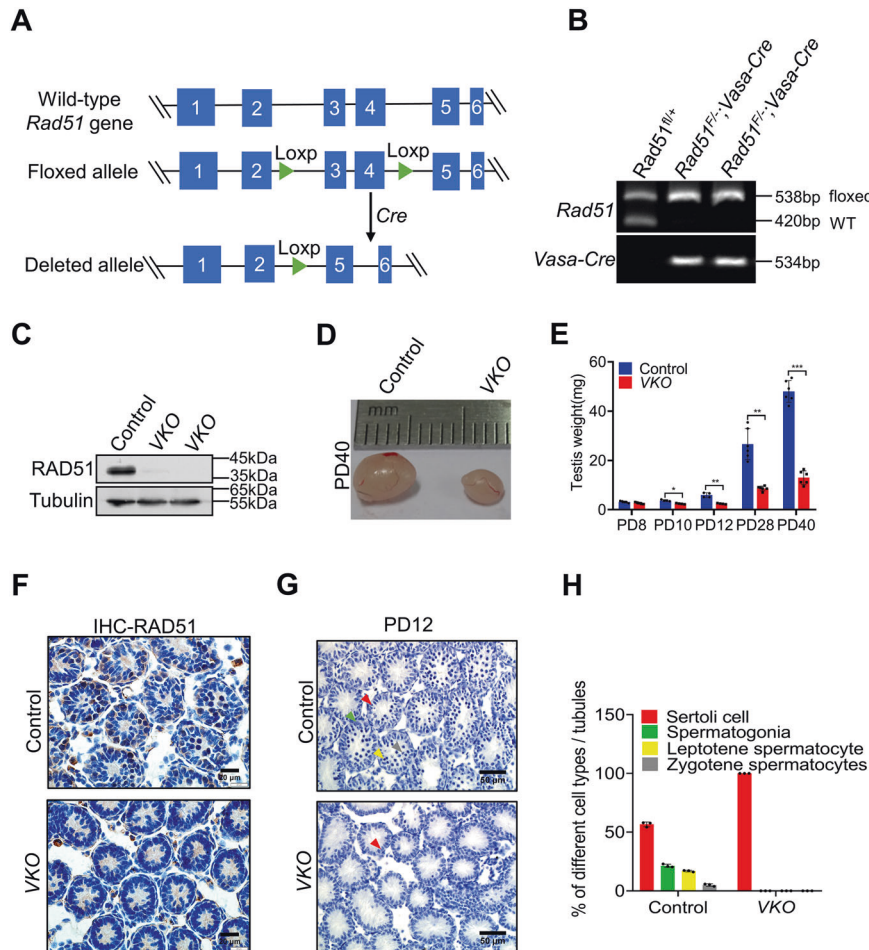 A
Wild-type
Rad51 gene
1 2 3 4 5 6
Floxed allele
Loxp Loxp
1 2 3 4 5 6
Cre
Deleted allele
Loxp
1 2 5 6
B
Rad51fl/+
Rad51F/-;Vasa-Cre
Rad51F/-;Vasa-Cre
Rad51
538bp floxed
420bp WT
Vasa-Cre
534bp
C
Control
VKO
VKO
RAD51
45kDa
35kDa
Tubulin
65kDa
55kDa
D
Control
VKO
mm
PD40
E
Control
VKO
Testis weight(mg)
60
40
20
0
* ** ** ***
PD8 PD10 PD12 PD28 PD40
F
IHC-RAD51
Control
20 μm
VKO
20 μm
G
PD12
Control
50 μm
VKO
50 μm
H
Sertoli cell
Spermatogonia
Leptotene spermatocyte
Zygotene spermatocytes
% of different cell types / tubules
150
100
50
0
Control VKO